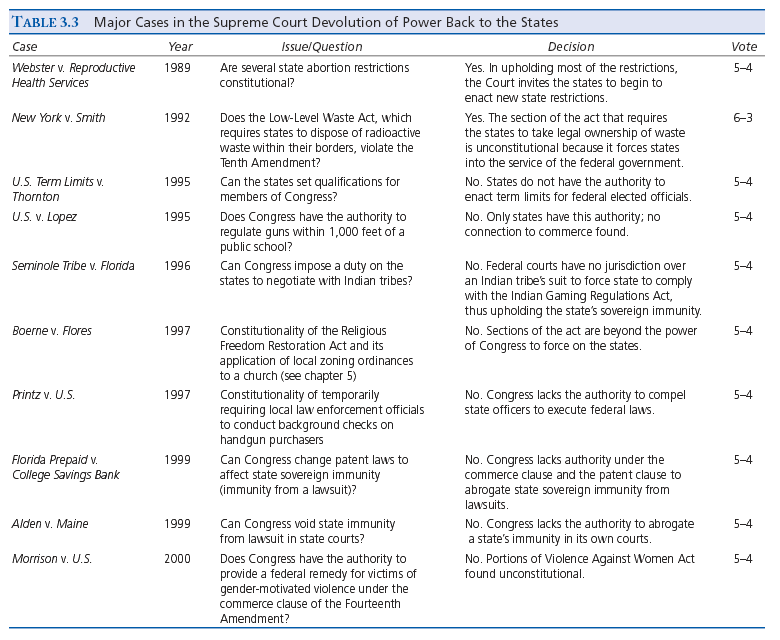 TABLE 3.3 Major Cases in the Supreme Court Devolution of Power Back to the States
Case Year Issue/Question Decision Vote
Webster v. Reproductive 1989 Are several state abortion restrictions Yes. In upholding most of the restrictions, 5–4
Health Services constitutional? the Court invites the states to begin to
enact new state restrictions.
New York v. Smith 1992 Does the Low-Level Waste Act, which Yes. The section of the act that requires 6–3
requires states to dispose of radioactive the states to take legal ownership of waste
waste within their borders, violate the is unconstitutional because it forces states
Tenth Amendment? into the service of the federal government.
U.S. Term Limits v. 1995 Can the states set qualifications for No. States do not have the authority to 5–4
Thornton members of Congress? enact term limits for federal elected officials.
U.S. v. Lopez 1995 Does Congress have the authority to No. Only states have this authority; no 5–4
regulate guns within 1,000 feet of a connection to commerce found.
public school?
Seminole Tribe v. Florida 1996 Can Congress impose a duty on the No. Federal courts have no jurisdiction over 5–4
states to negotiate with Indian tribes? an Indian tribe's suit to force state to comply
with the Indian Gaming Regulations Act,
thus upholding the state's sovereign immunity.
Boerne v. Flores 1997 Constitutionality of the Religious No. Sections of the act are beyond the power 5–4
Freedom Restoration Act and its of Congress to force on the states.
application of local zoning ordinances
to a church (see chapter 5)
Printz v. U.S. 1997 Constitutionality of temporarily No. Congress lacks the authority to compel 5–4
requiring local law enforcement officials state officers to execute federal laws.
to conduct background checks on
handgun purchasers
Florida Prepaid v. 1999 Can Congress change patent laws to No. Congress lacks authority under the 5–4
College Savings Bank affect state sovereign immunity commerce clause and the patent clause to
(immunity from a lawsuit)? abrogate state sovereign immunity from
lawsuits.
Alden v. Maine 1999 Can Congress void state immunity No. Congress lacks the authority to abrogate 5–4
from lawsuit in state courts? a state's immunity in its own courts.
Morrison v. U.S. 2000 Does Congress have the authority to No. Portions of Violence Against Women Act 5–4
provide a federal remedy for victims of found unconstitutional.
gender-motivated violence under the
commerce clause of the Fourteenth
Amendment?